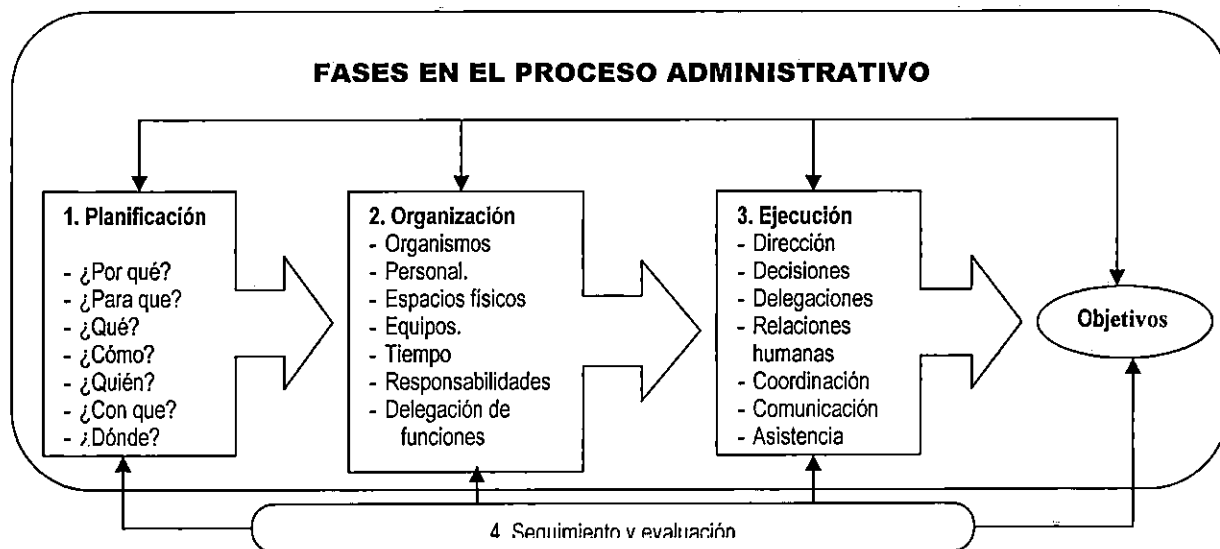 FASES EN EL PROCESO ADMINISTRATIVO
1. Planificación
- ¿Por qué?
- ¿Para que?
- ¿Qué?
- ¿Cómo?
- ¿Quién?
- ¿Con que?
- ¿Dónde?
2. Organización
- Organismos
- Personal.
- Espacios físicos
- Equipos.
- Tiempo
- Responsabilidades
- Delegación de
funciones
3. Ejecución
- Dirección
- Decisiones
- Delegaciones
- Relaciones
humanas
- Coordinación
- Comunicación
- Asistencia
Objetivos
4. Seguimiento y evaluación